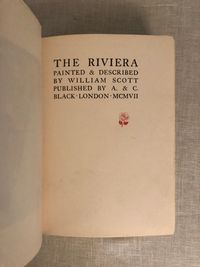 THE RIVIERA
PAINTED & DESCRIBED
BY WILLIAM SCOTT
PUBLISHED BY A. & C.
BLACK · LONDON · MCMVII